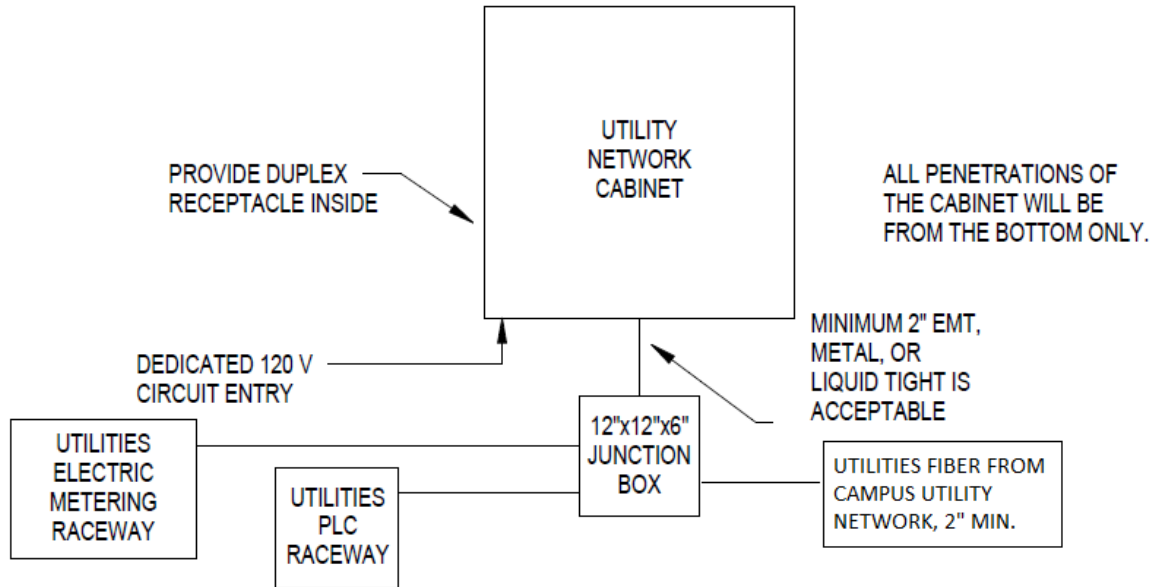 UTILITY
NETWORK
CABINET
PROVIDE DUPLEX
RECEPTACLE INSIDE
ALL PENETRATIONS OF
THE CABINET WILL BE
FROM THE BOTTOM ONLY.
DEDICATED 120 V
CIRCUIT ENTRY
MINIMUM 2" EMT,
METAL, OR
LIQUID TIGHT IS
ACCEPTABLE
UTILITIES
ELECTRIC
METERING
RACEWAY
UTILITIES
PLC
RACEWAY
12"x12"x6"
JUNCTION
BOX
UTILITIES FIBER FROM
CAMPUS UTILITY
NETWORK, 2" MIN.